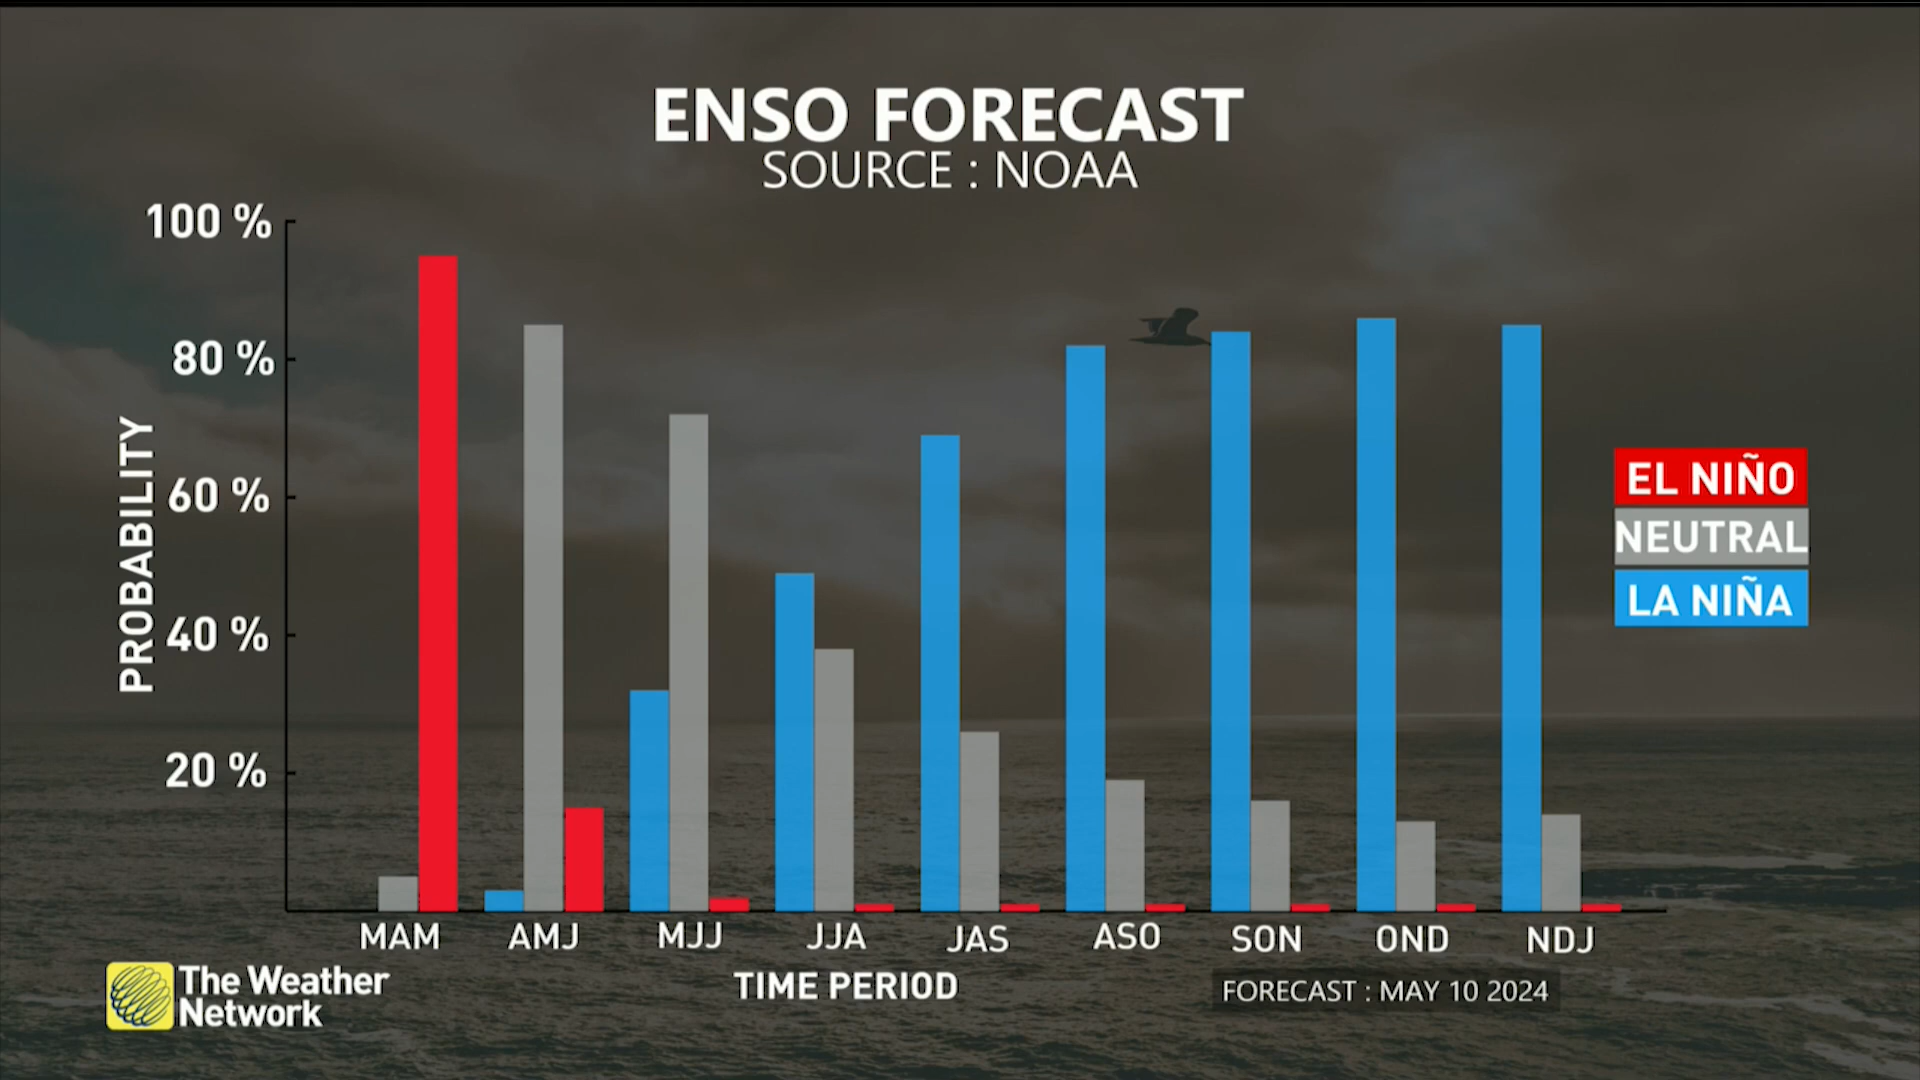 ENSO FORECAST
SOURCE : NOAA
100 %
80 %
60 %
40 %
20 %
PROBABILITY
EL NIÑO
NEUTRAL
LA NIÑA
MAM AMJ MJJ JJA JAS ASO SON OND NDJ
TIME PERIOD
FORECAST : MAY 10 2024
The Weather
Network